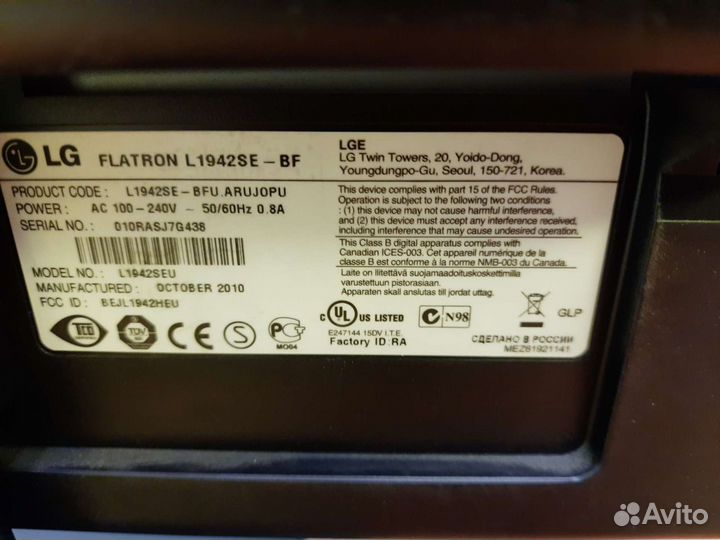 LG FLATRON L1942SE-BF
PRODUCT CODE: L1942SE-BFU.ARUJOPU
POWER: AC 100-240V ~ 50/60Hz 0.8A
SERIAL NO.: 010RASJ7G438
MODEL NO.: L1942SEU
MANUFACTURED: OCTOBER 2010
FCC ID: BEJL1942HEU
TCO
TÜV
CE
S
PG
MO04
LGE
LG Twin Towers, 20, Yoido-Dong,
Youngdungpo-Gu, Seoul, 150-721, Korea.
This device complies with part 15 of the FCC Rules.
Operation is subject to the following two conditions
: (1) this device may not cause harmful interference,
and (2) this device must accept any interference received,
including interference that may cause undesired operation.
This Class B digital apparatus complies with
Canadian ICES-003. Cet appareil numérique de la
classe B est conforme à la norme NMB-003 du Canada.
Laite on liitettävä suojamaadoituskoskettimilla
varustettuun pistorasiaan.
Apparaten skall anslutas till jordat uttag.
C UL US LISTED
E247144 15DV I.T.E.
Factory ID:RA
N98
GLP
СДЕЛАНО В РОССИИ
MEZ61921141
Avito